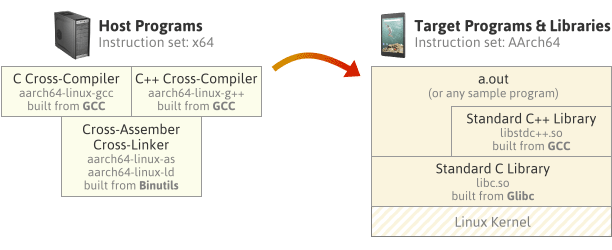 Host Programs
Instruction set: x64
C Cross-Compiler
aarch64-linux-gcc
built from GCC
C++ Cross-Compiler
aarch64-linux-g++
built from GCC
Cross-Assember
Cross-Linker
aarch64-linux-as
aarch64-linux-ld
built from Binutils
Target Programs & Libraries
Instruction set: AArch64
a.out
(or any sample program)
Standard C++ Library
libstdc++.so
built from GCC
Standard C Library
libc.so
built from Glibc
Linux Kernel